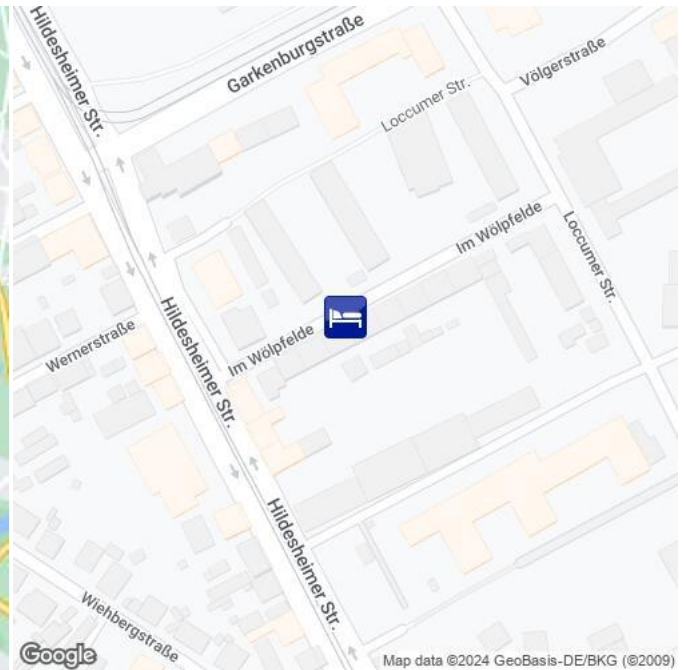 Hildesheimer Str.
Garkenburgstraße
Völgerstraße
Loccumer Str.
Im Wölpfelde
Loccumer Str.
Hildesheimer Str.
Wernerstraße
Im Wölpfelde
Hildesheimer Str.
Wiehbergstraße
Google
Map data ©2024 GeoBasis-DE/BKG (©2009)